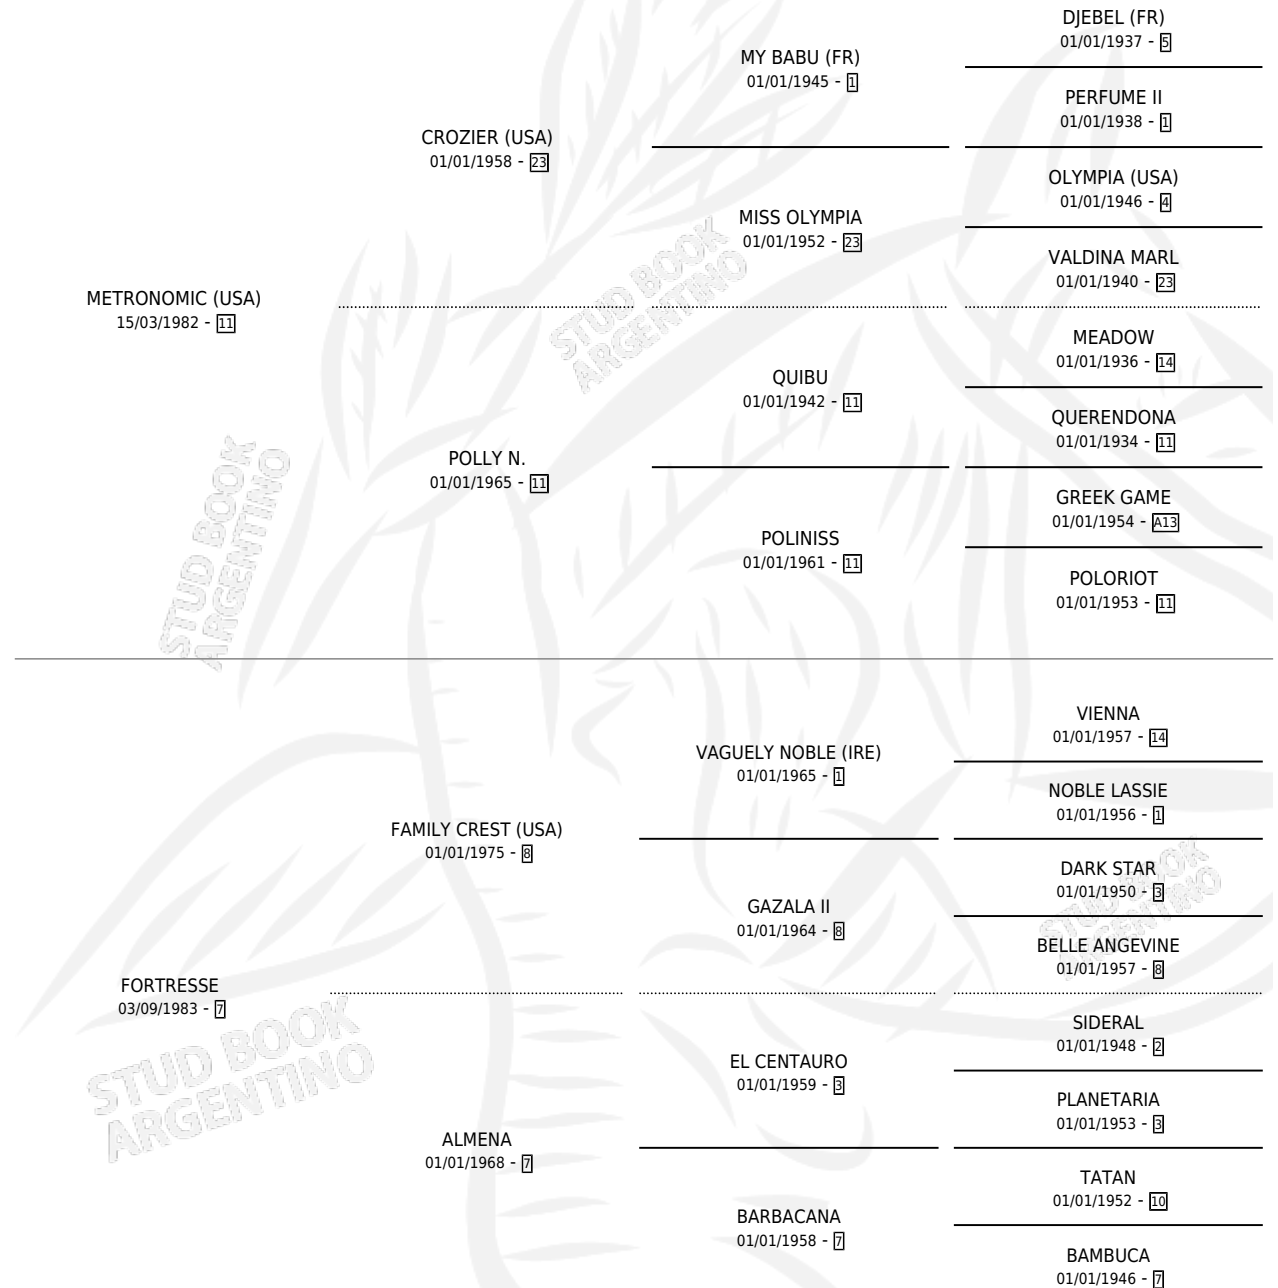 DJEBEL (FR)
01/01/1937 - 5
MY BABU (FR)
01/01/1945 - 1
PERFUME II
01/01/1938 - 1
CROZIER (USA)
01/01/1958 - 23
OLYMPIA (USA)
01/01/1946 - 4
MISS OLYMPIA
01/01/1952 - 23
VALDINA MARL
01/01/1940 - 23
METRONOMIC (USA)
15/03/1982 - 11
MEADOW
01/01/1936 - 14
QUIBU
01/01/1942 - 11
QUERENDONA
01/01/1934 - 11
POLLY N.
01/01/1965 - 11
GREEK GAME
01/01/1954 - A13
POLINISS
01/01/1961 - 11
POLORIOT
01/01/1953 - 11
VIENNA
01/01/1957 - 14
VAGUELY NOBLE (IRE)
01/01/1965 - 1
NOBLE LASSIE
01/01/1956 - 1
FAMILY CREST (USA)
01/01/1975 - 8
DARK STAR
01/01/1950 - 3
GAZALA II
01/01/1964 - 8
BELLE ANGEVINE
01/01/1957 - 8
FORTRESSE
03/09/1983 - 7
SIDERAL
01/01/1948 - 2
EL CENTAURO
01/01/1959 - 3
PLANETARIA
01/01/1953 - 3
ALMENA
01/01/1968 - 7
TATAN
01/01/1952 - 10
BARBACANA
01/01/1958 - 7
BAMBUCA
01/01/1946 - 7
STUD BOOK
ARGENTINO
STUD BOOK
ARGENTINO
STUD BOOK
ARGENTINO
STUD BOOK
ARGENTINO